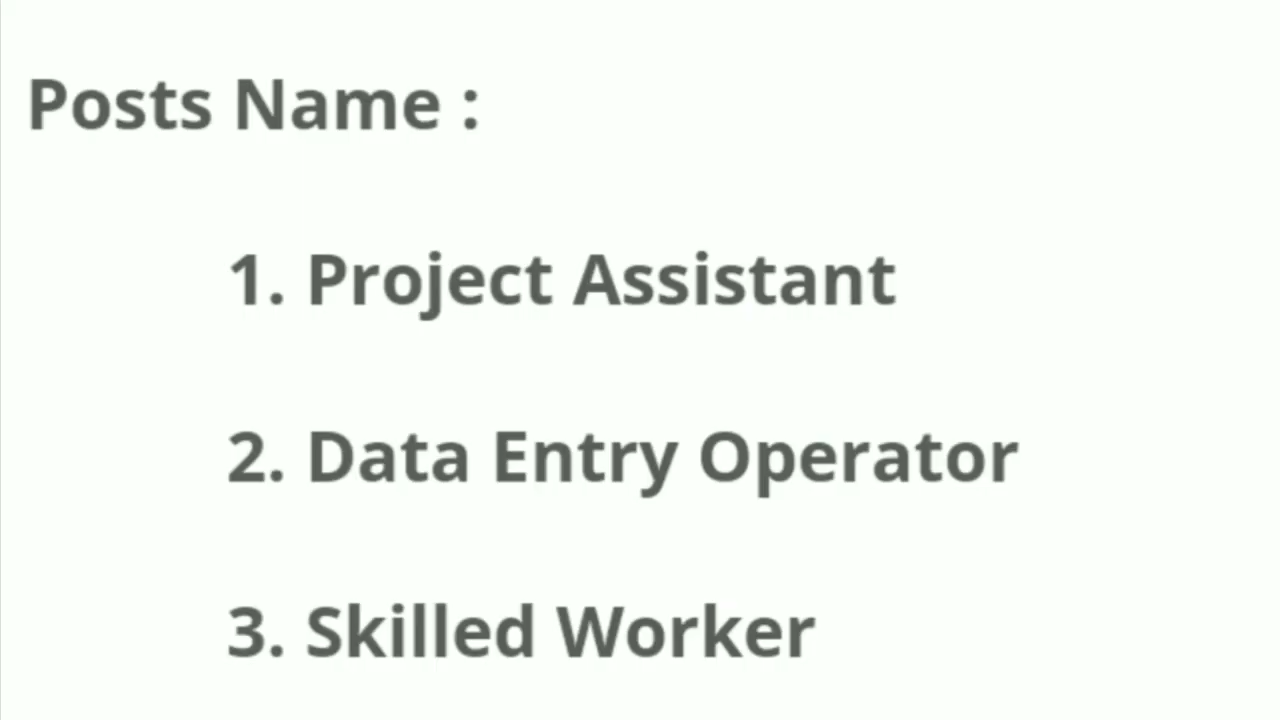 Posts Name :
1. Project Assistant
2. Data Entry Operator
3. Skilled Worker